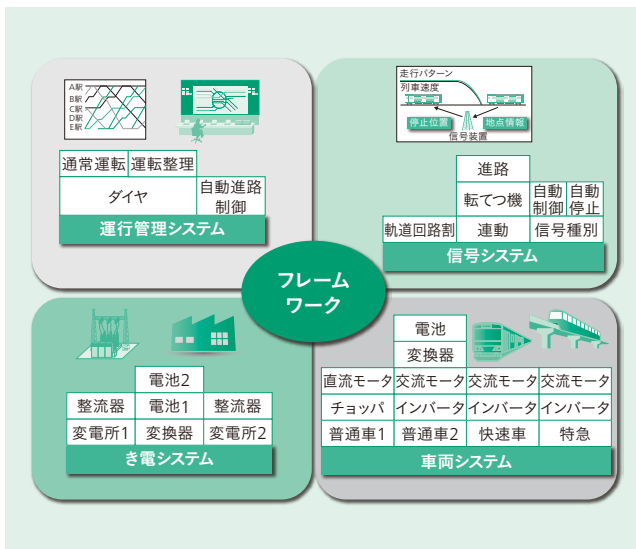 A駅
B駅
C駅
D駅
E駅
通常運転 運転整理
ダイヤ
自動進路
制御
運行管理システム
走行パターン
列車速度
停止位置
地点情報
信号装置
進路
転てつ機
自動
制御
自動
停止
軌道回路割 連動 信号種別
信号システム
フレーム
ワーク
電池2
整流器 電池1 整流器
変電所1 変換器 変電所2
き電システム
電池
変換器
直流モータ 交流モータ 交流モータ 交流モータ
チョッパ インバータ インバータ インバータ
普通車1 普通車2 快速車 特急
車両システム